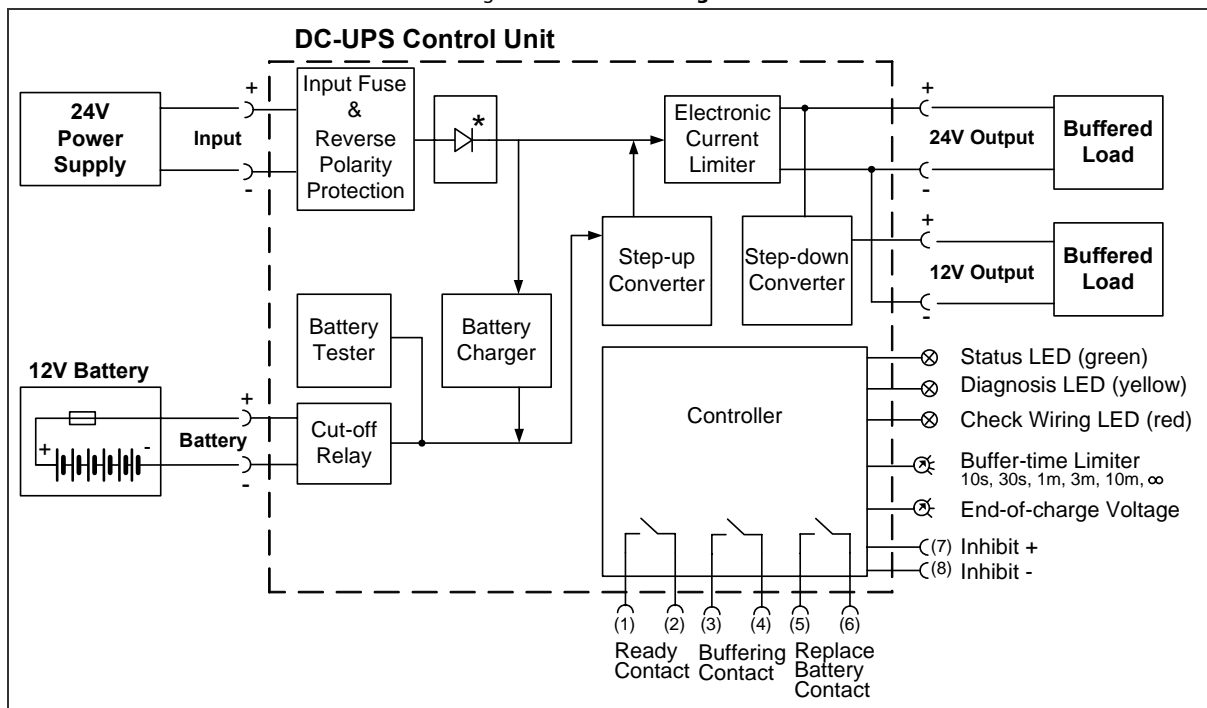 DC-UPS Control Unit
24V
Power
Supply
+
Input
-
Input Fuse
&
Reverse
Polarity
Protection
*
Electronic
Current
Limiter
+
24V Output
-
Buffered
Load
Step-up
Converter
Step-down
Converter
+
12V Output
-
Buffered
Load
Battery
Tester
Battery
Charger
12V Battery
+ -
+
Battery
-
Cut-off
Relay
Controller
Status LED (green)
Diagnosis LED (yellow)
Check Wiring LED (red)
Buffer-time Limiter
10s, 30s, 1m, 3m, 10m, ∞
End-of-charge Voltage
(7) Inhibit +
(8) Inhibit -
(1) (2) (3) (4) (5) (6)
Ready
Contact
Buffering
Contact
Replace
Battery
Contact